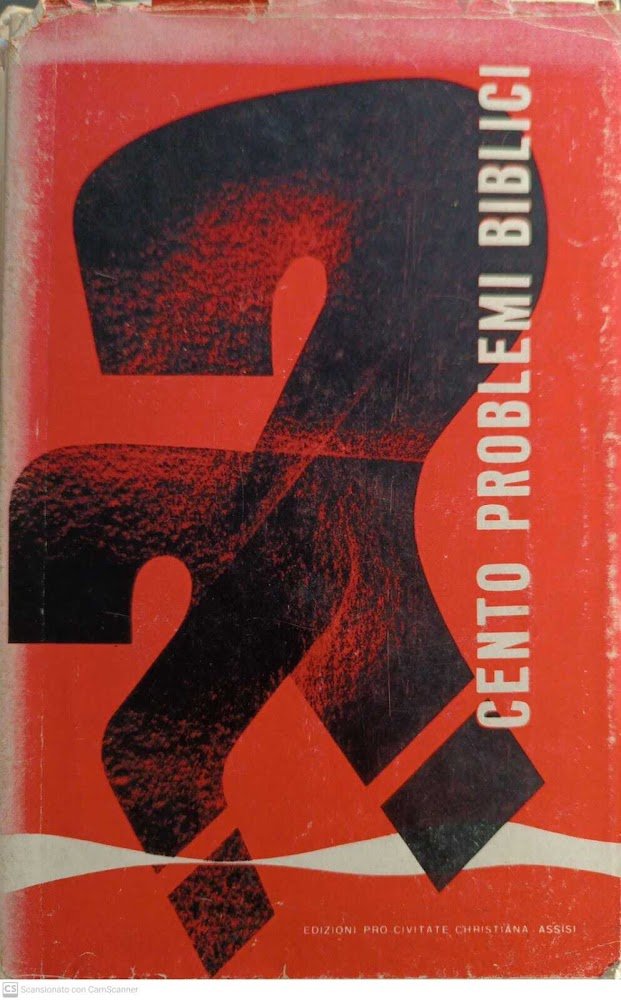 CENTO PROBLEMI BIBLICI
EDIZIONI PRO CIVITATE CHRISTIANA - ASSISI
CS Scansionato con CamScanner